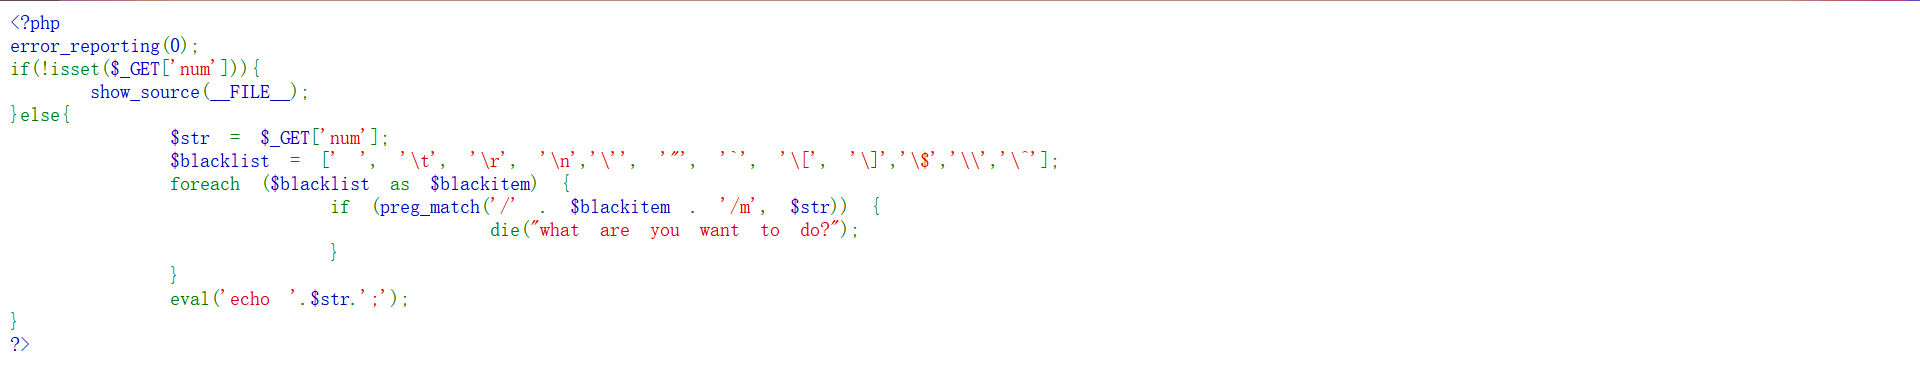 <?php
error_reporting(0);
if(!isset($_GET['num'])){
show_source(__FILE__);
}else{
$str = $_GET['num'];
$blacklist = [' ', '\t', '\r', '\n','\'', '"', '`', '\[', '\]','\$','\\','\^'];
foreach ($blacklist as $blackitem) {
if (preg_match('/' . $blackitem . '/m', $str)) {
die("what are you want to do?");
}
}
eval('echo '.$str.';');
}
?>